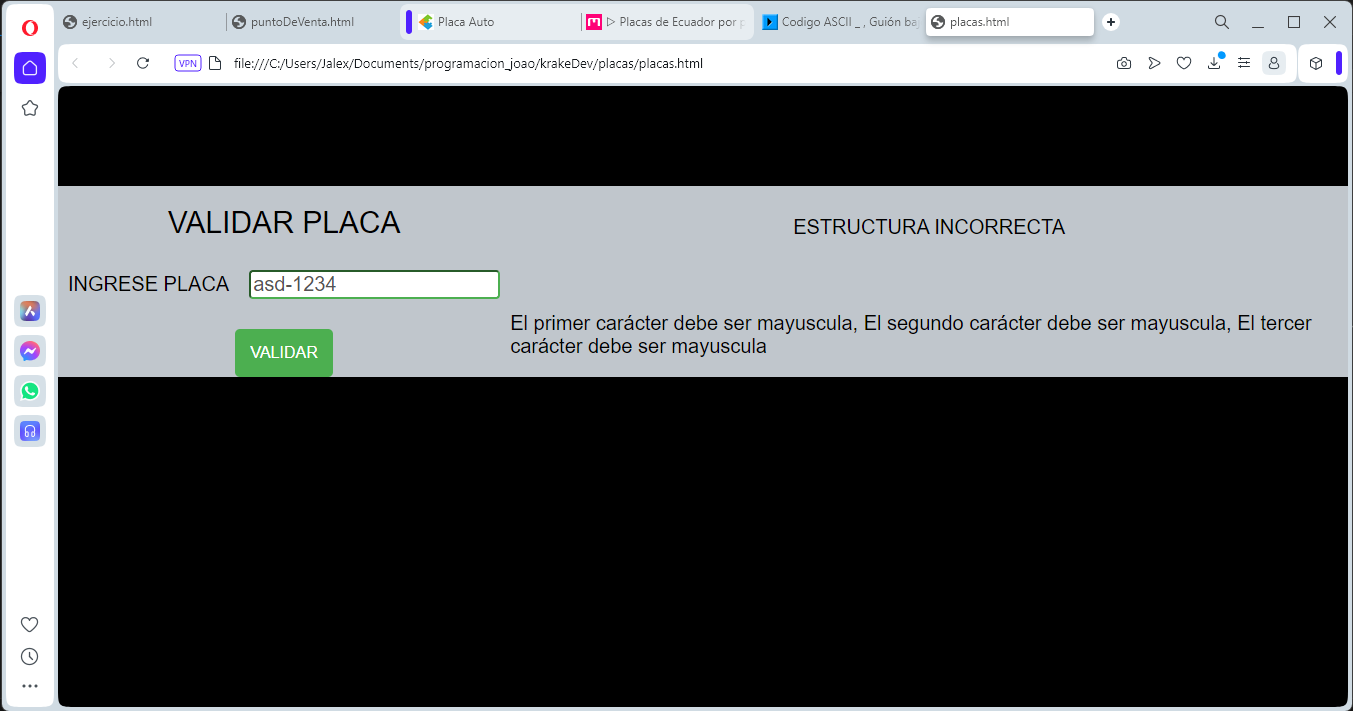 ejercicio.html
puntoDeVenta.html
Placa Auto
▷ Placas de Ecuador por p
Codigo ASCII _ , Guión baj
placas.html
VPN
file:///C:/Users/Jalex/Documents/programacion_joao/krakeDev/placas/placas.html
VALIDAR PLACA
ESTRUCTURA INCORRECTA
INGRESE PLACA
asd-1234
El primer carácter debe ser mayuscula, El segundo carácter debe ser mayuscula, El tercer
carácter debe ser mayuscula
VALIDAR